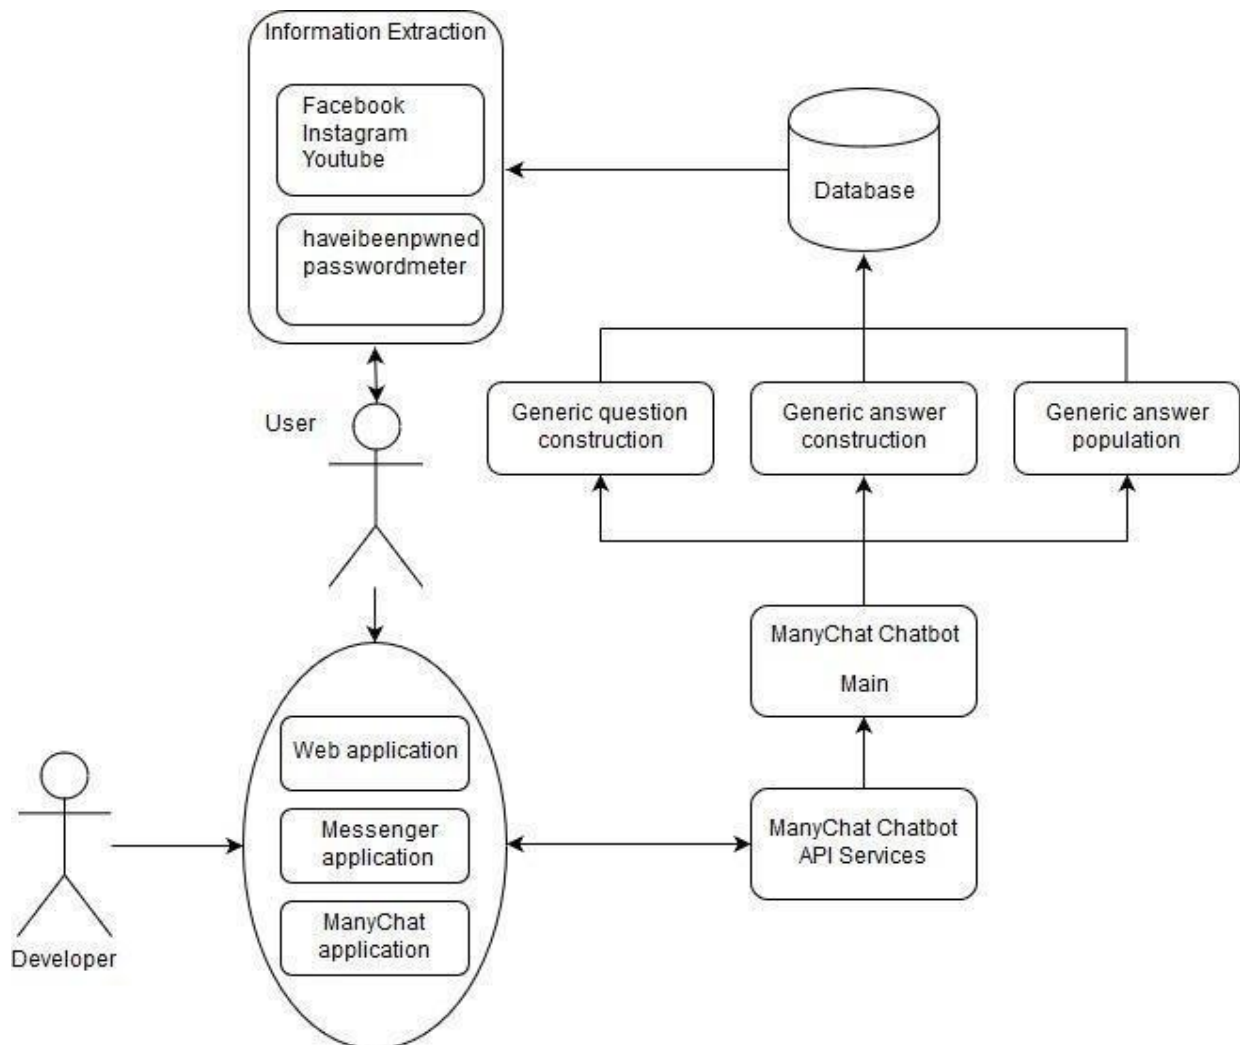 Information Extraction
Facebook
Instagram
Youtube
haveibeenpwned
passwordmeter
Database
User
Generic question
construction
Generic answer
construction
Generic answer
population
ManyChat Chatbot
Main
Web application
Messenger
application
ManyChat
application
ManyChat Chatbot
API Services
Developer